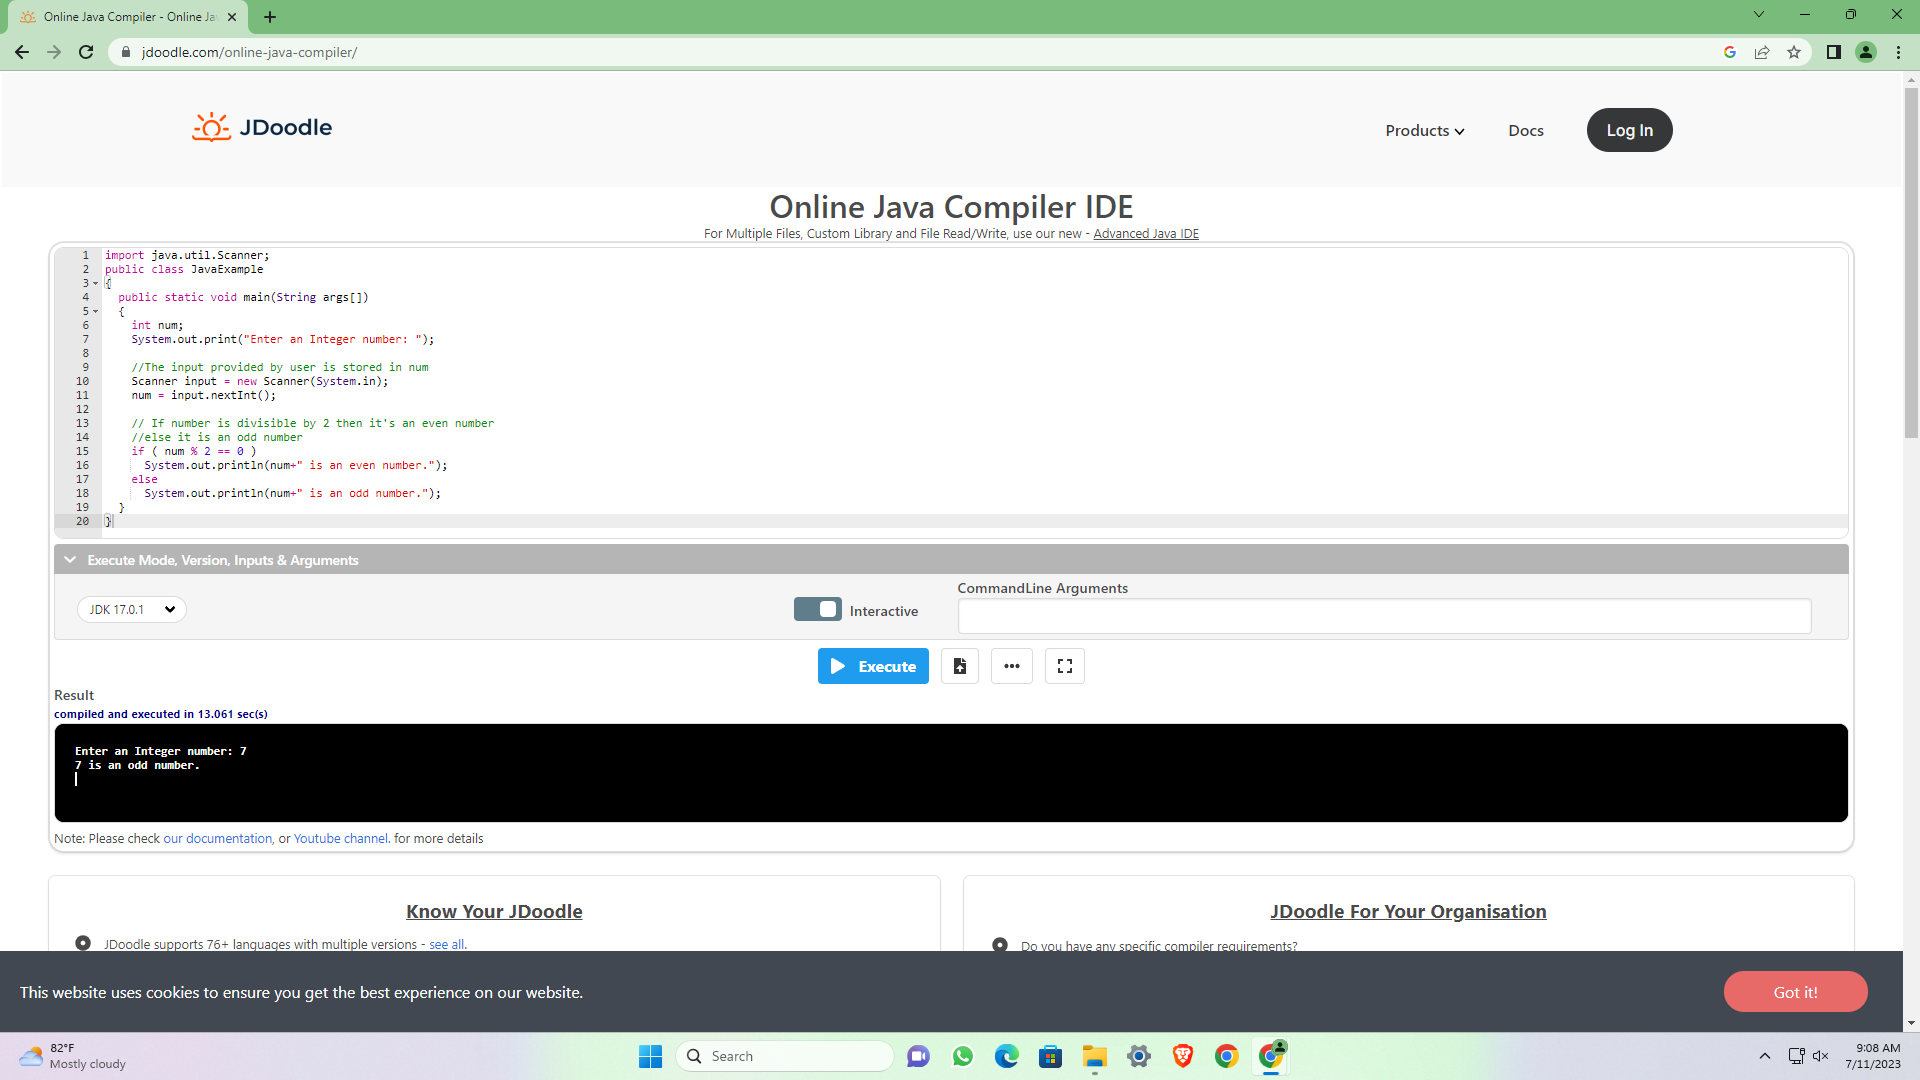 Online Java Compiler - Online Ja
jdoodle.com/online-java-compiler/
JDoodle
Products
Docs
Log In
Online Java Compiler IDE
For Multiple Files, Custom Library and File Read/Write, use our new - Advanced Java IDE
1 import java.util.Scanner;
2 public class JavaExample
3 {
4 public static void main(String args[])
5 {
6 int num;
7 System.out.print("Enter an Integer number: ");
8
9 //The input provided by user is stored in num
10 Scanner input = new Scanner(System.in);
11 num = input.nextInt();
12
13 // If number is divisible by 2 then it's an even number
14 //else it is an odd number
15 if ( num % 2 == 0 )
16 System.out.println(num+" is an even number.");
17 else
18 System.out.println(num+" is an odd number.");
19 }
20 }
Execute Mode, Version, Inputs & Arguments
JDK 17.0.1
Interactive
CommandLine Arguments
Execute
Result
compiled and executed in 13.061 sec(s)
Enter an Integer number: 7
7 is an odd number.
Note: Please check our documentation, or Youtube channel. for more details
Know Your JDoodle
JDoodle supports 76+ languages with multiple versions - see all.
JDoodle For Your Organisation
Do you have any specific compiler requirements?
This website uses cookies to ensure you get the best experience on our website.
Got it!
82°F
Mostly cloudy
Search
9:08 AM
7/11/2023